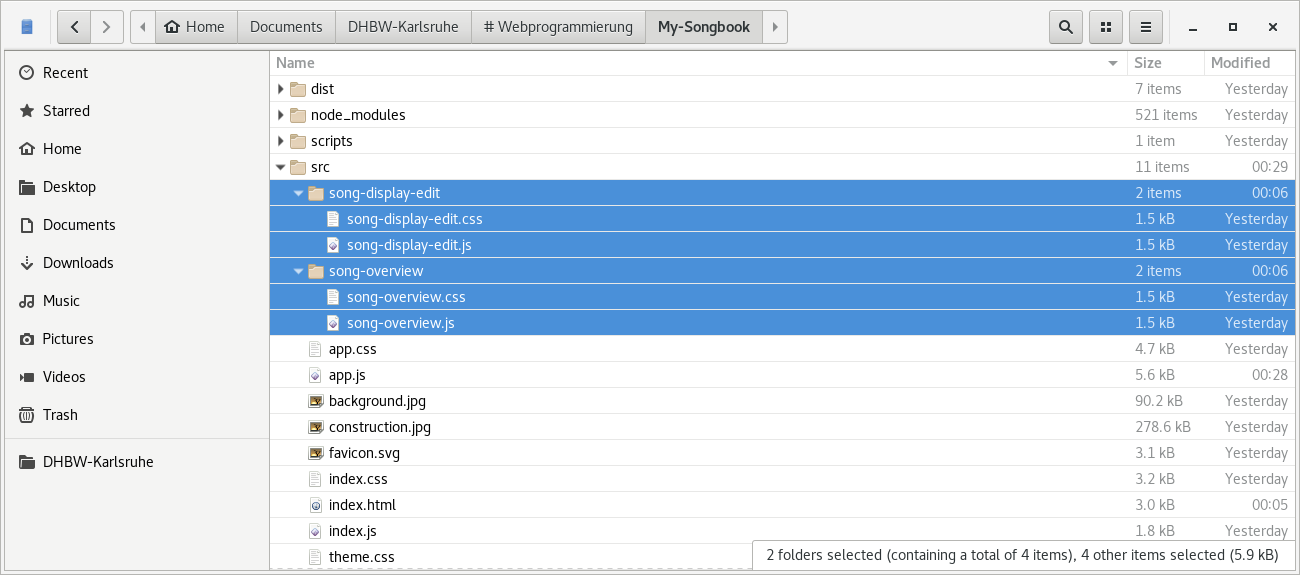 Home Documents DHBW-Karlsruhe # Webprogrammierung My-Songbook
Recent
Starred
Home
Desktop
Documents
Downloads
Music
Pictures
Videos
Trash
DHBW-Karlsruhe
Name Size Modified
dist 7 items Yesterday
node_modules 521 items Yesterday
scripts 1 item Yesterday
src 11 items 00:29
song-display-edit 2 items 00:06
song-display-edit.css 1.5 kB Yesterday
song-display-edit.js 1.5 kB Yesterday
song-overview 2 items 00:06
song-overview.css 1.5 kB Yesterday
song-overview.js 1.5 kB Yesterday
app.css 4.7 kB Yesterday
app.js 5.6 kB 00:28
background.jpg 90.2 kB Yesterday
construction.jpg 278.6 kB Yesterday
favicon.svg 3.1 kB Yesterday
index.css 3.2 kB Yesterday
index.html 3.0 kB 00:05
index.js 1.8 kB Yesterday
theme.css
2 folders selected (containing a total of 4 items), 4 other items selected (5.9 kB)